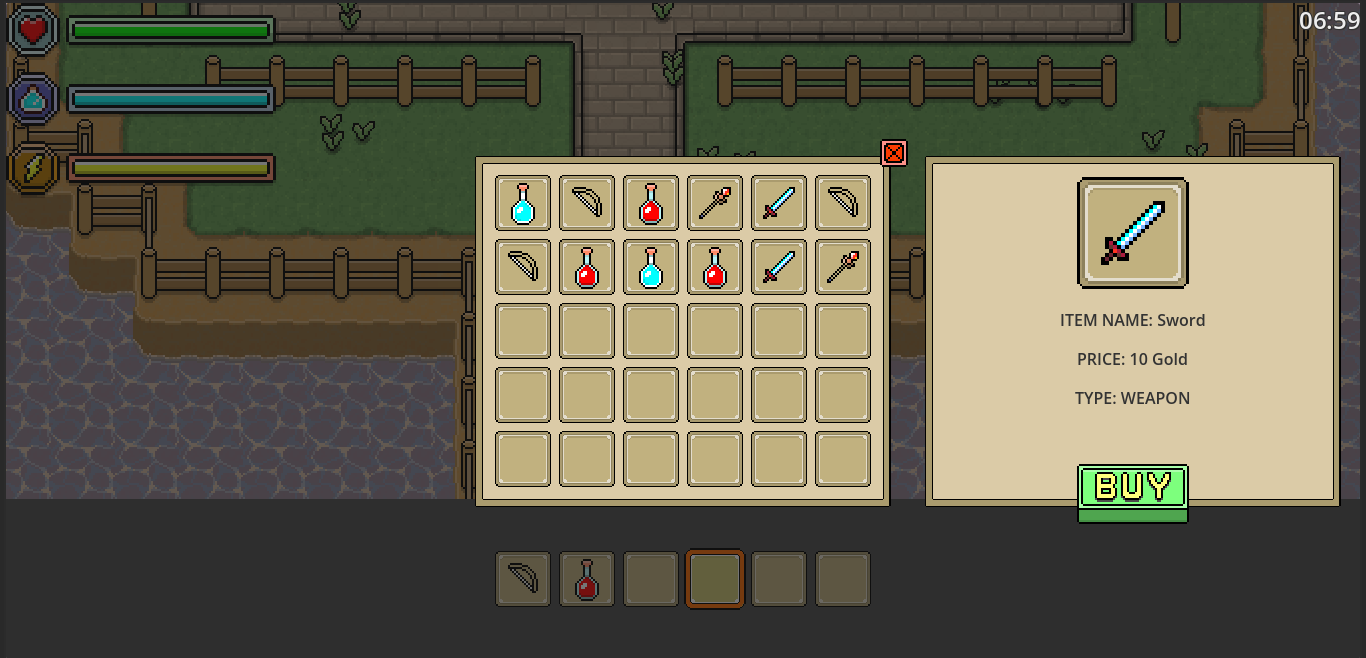 06:59
ITEM NAME: Sword
PRICE: 10 Gold
TYPE: WEAPON
BUY